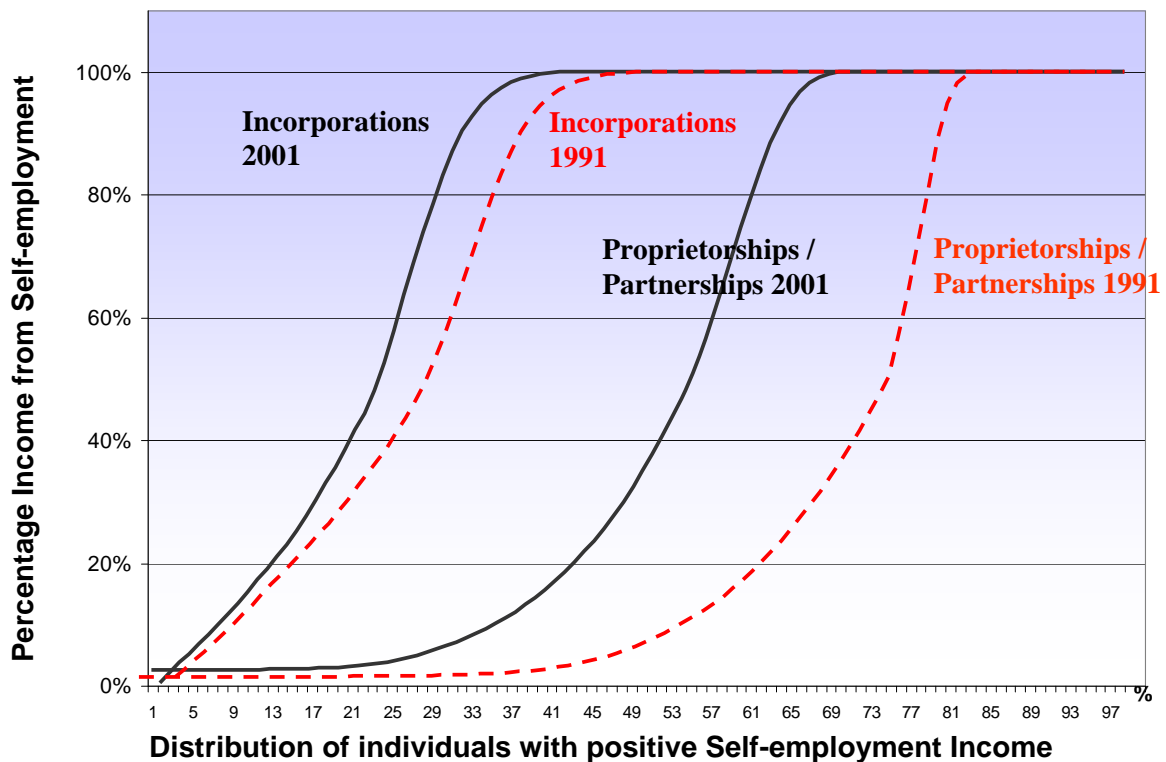 Percentage Income from Self-employment
100%
80%
60%
40%
20%
0%
Incorporations
2001
Incorporations
1991
Proprietorships /
Partnerships 2001
Proprietorships /
Partnerships 1991
%
1 5 9 13 17 21 25 29 33 37 41 45 49 53 57 61 65 69 73 77 81 85 89 93 97
Distribution of individuals with positive Self-employment Income